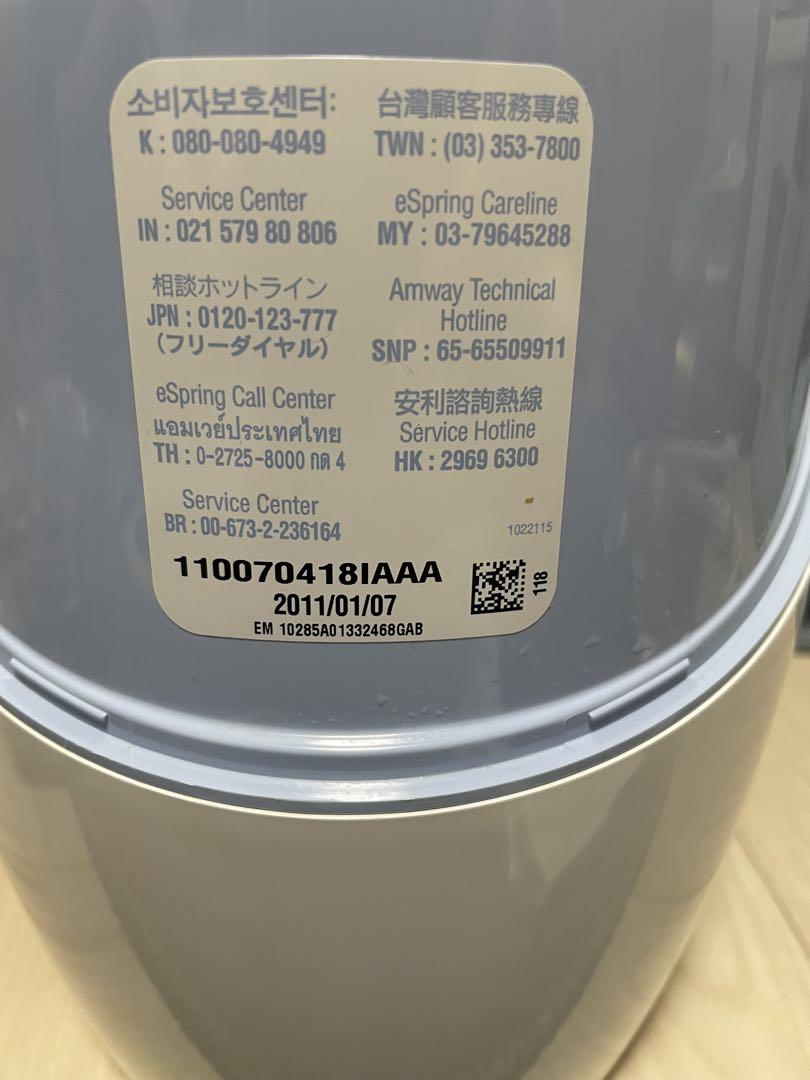 소비자보호센터:
K : 080-080-4949
台灣顧客服務專線
TWN : (03) 353-7800
Service Center
IN : 021 579 80 806
eSpring Careline
MY : 03-79645288
相談ホットライン
JPN : 0120-123-777
(フリーダイヤル)
Amway Technical
Hotline
SNP : 65-65509911
eSpring Call Center
แอมเวย์ประเทศไทย
TH : 0-2725-8000 กด 4
安利諮詢熱線
Service Hotline
HK : 2969 6300
Service Center
BR : 00-673-2-236164
1022115
110070418IAAA
2011/01/07
EM 10285A01332468GAB
118